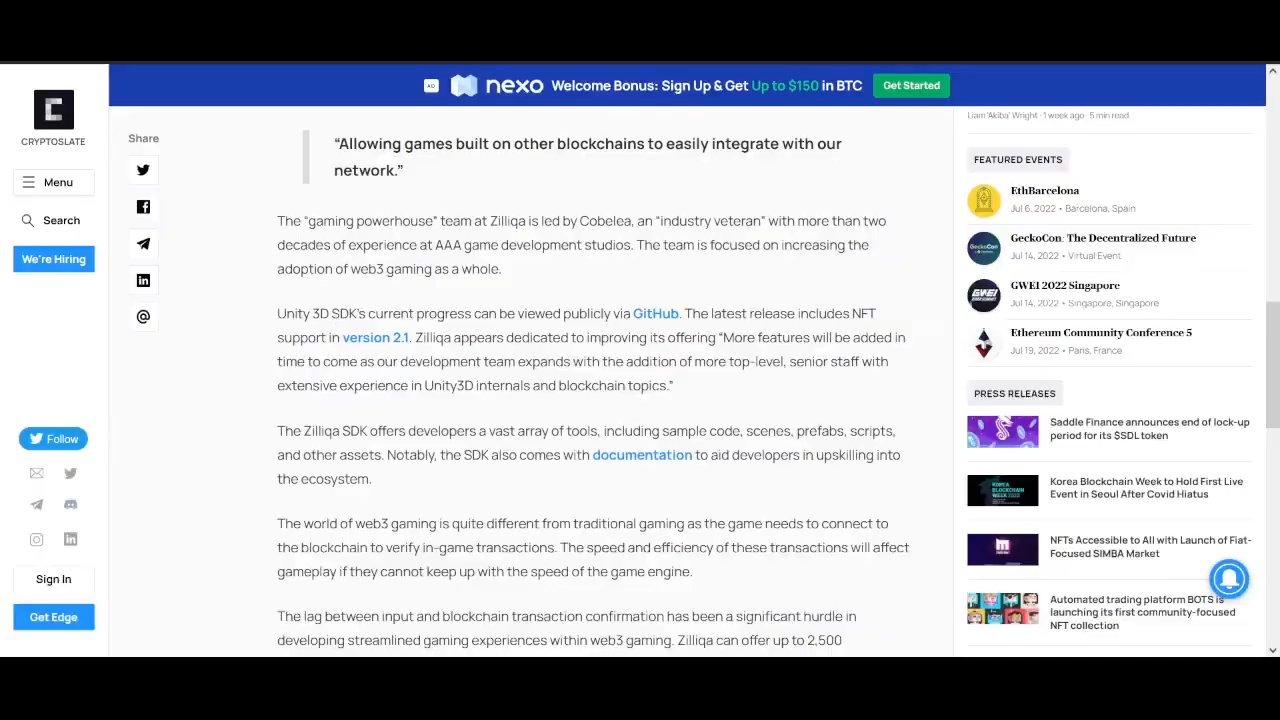 AD
nexo
Welcome Bonus: Sign Up & Get Up to $150 in BTC
Get Started
CRYPTOSLATE
Menu
Search
We're Hiring
Follow
Sign In
Get Edge
Share
“Allowing games built on other blockchains to easily integrate with our
network.”
The “gaming powerhouse” team at Zilliqa is led by Cobelea, an “industry veteran” with more than two
decades of experience at AAA game development studios. The team is focused on increasing the
adoption of web3 gaming as a whole.
Unity 3D SDK’s current progress can be viewed publicly via GitHub. The latest release includes NFT
support in version 2.1. Zilliqa appears dedicated to improving its offering “More features will be added in
time to come as our development team expands with the addition of more top-level, senior staff with
extensive experience in Unity3D internals and blockchain topics.”
The Zilliqa SDK offers developers a vast array of tools, including sample code, scenes, prefabs, scripts,
and other assets. Notably, the SDK also comes with documentation to aid developers in upskilling into
the ecosystem.
The world of web3 gaming is quite different from traditional gaming as the game needs to connect to
the blockchain to verify in-game transactions. The speed and efficiency of these transactions will affect
gameplay if they cannot keep up with the speed of the game engine.
The lag between input and blockchain transaction confirmation has been a significant hurdle in
developing streamlined gaming experiences within web3 gaming. Zilliqa can offer up to 2,500
Liam 'Akiba' Wright · 1 week ago · 5 min read
FEATURED EVENTS
EthBarcelona
Jul 6, 2022 • Barcelona, Spain
GeckoCon
GeckoCon: The Decentralized Future
Jul 14, 2022 • Virtual Event
GWEI
GWEI 2022 Singapore
Jul 14, 2022 • Singapore, Singapore
Ethereum Community Conference 5
Jul 19, 2022 • Paris, France
PRESS RELEASES
Saddle Finance announces end of lock-up
period for its $SDL token
KOREA
BLOCKCHAIN
WEEK 2022
Korea Blockchain Week to Hold First Live
Event in Seoul After Covid Hiatus
NFTs Accessible to All with Launch of Fiat-
Focused SIMBA Market
Automated trading platform BOTS is
launching its first community-focused
NFT collection